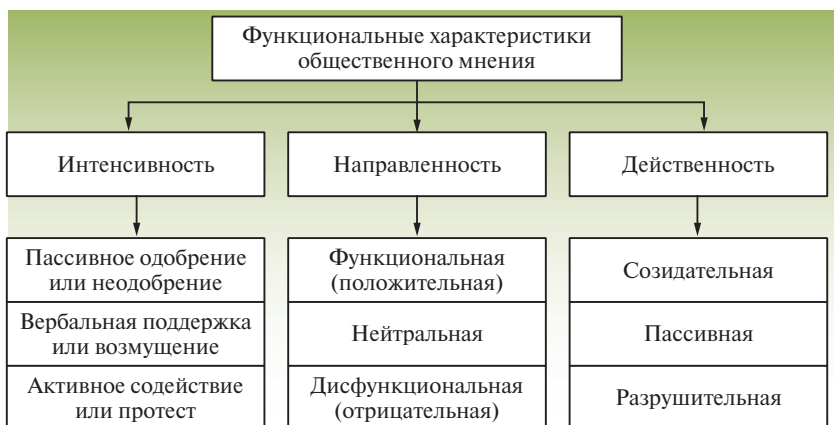 Функциональные характеристики
общественного мнения
Интенсивность
Направленность
Действенность
Пассивное одобрение
или неодобрение
Вербальная поддержка
или возмущение
Активное содействие
или протест
Функциональная
(положительная)
Нейтральная
Дисфункциональная
(отрицательная)
Созидательная
Пассивная
Разрушительная